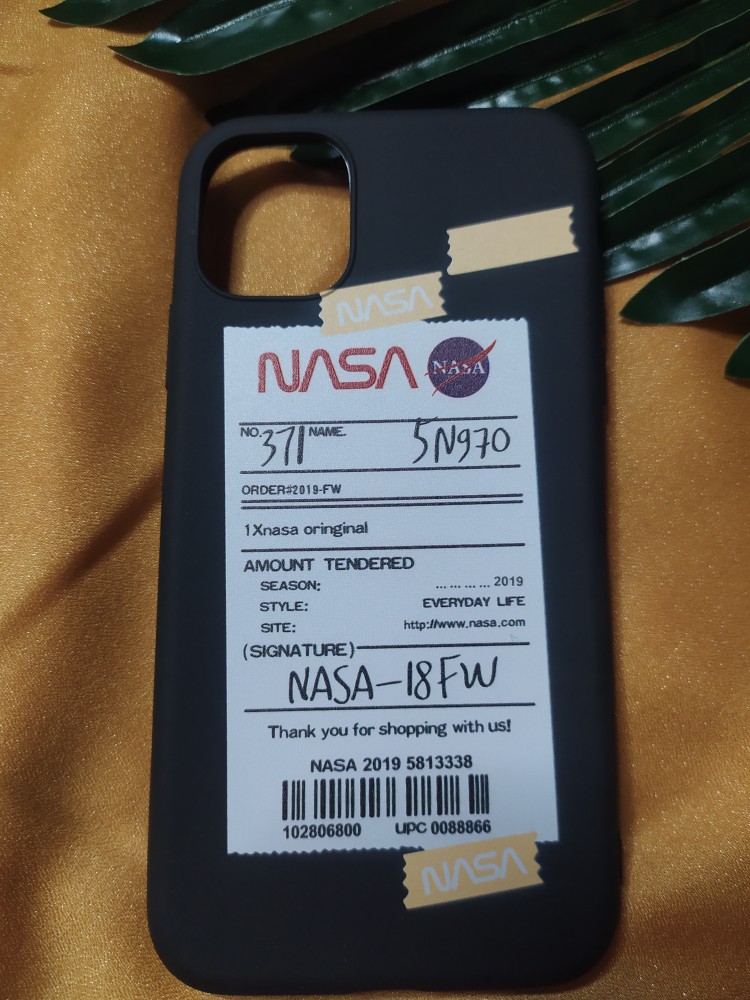 NASA
NASA NASA
NO. 371 NAME. 5N970
ORDER#2019-FW
1Xnasa oringinal
AMOUNT TENDERED
SEASON: ... ... ... ... 2019
STYLE: EVERYDAY LIFE
SITE: http://www.nasa.com
(SIGNATURE)
NASA-18FW
Thank you for shopping with us!
NASA 2019 5813338
102806800 UPC 0088866
NASA